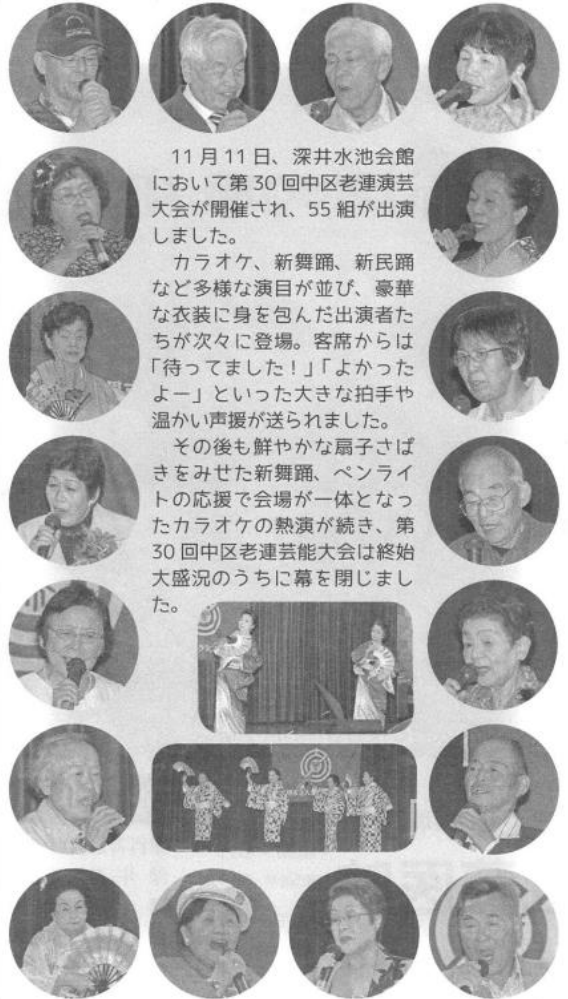 11月11日、深井水池会館
において第30回中区老連演芸
大会が開催され、55組が出演
しました。
　カラオケ、新舞踊、新民踊
など多様な演目が並び、豪華
な衣装に身を包んだ出演者た
ちが次々に登場。客席からは
「待ってました！」「よかった
よー」といった大きな拍手や
温かい声援が送られました。
　その後も鮮やかな扇子さば
きをみせた新舞踊、ペンライ
トの応援で会場が一体となっ
たカラオケの熱演が続き、第
30回中区老連芸能大会は終始
大盛況のうちに幕を閉じまし
た。